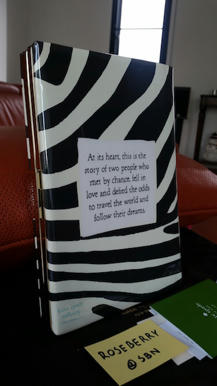 At its heart, this is the
story of two people who
met by chance, fell in
love and defied the odds
to travel the world and
follow their dreams.
ROSEBERRY
@ SBN